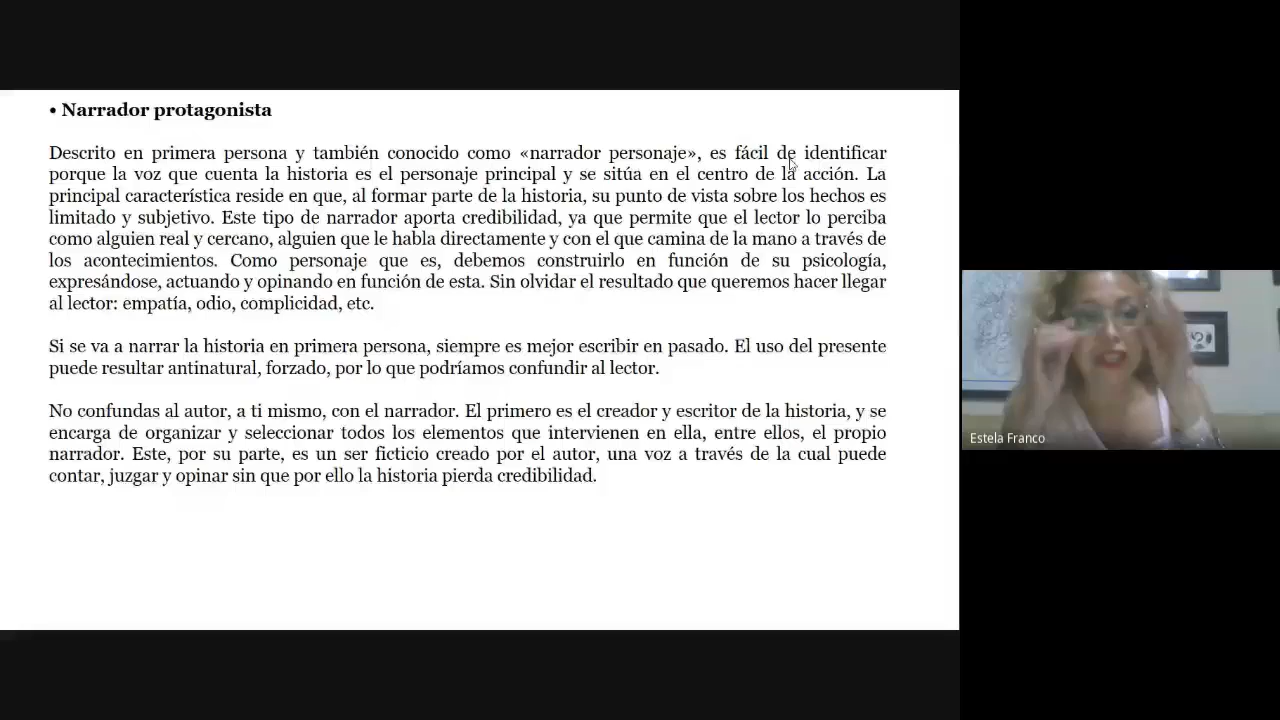 • Narrador protagonista
Descrito en primera persona y también conocido como «narrador personaje», es fácil de identificar
porque la voz que cuenta la historia es el personaje principal y se sitúa en el centro de la acción. La
principal característica reside en que, al formar parte de la historia, su punto de vista sobre los hechos es
limitado y subjetivo. Este tipo de narrador aporta credibilidad, ya que permite que el lector lo perciba
como alguien real y cercano, alguien que le habla directamente y con el que camina de la mano a través de
los acontecimientos. Como personaje que es, debemos construirlo en función de su psicología,
expresándose, actuando y opinando en función de esta. Sin olvidar el resultado que queremos hacer llegar
al lector: empatía, odio, complicidad, etc.
Si se va a narrar la historia en primera persona, siempre es mejor escribir en pasado. El uso del presente
puede resultar antinatural, forzado, por lo que podríamos confundir al lector.
No confundas al autor, a ti mismo, con el narrador. El primero es el creador y escritor de la historia, y se
encarga de organizar y seleccionar todos los elementos que intervienen en ella, entre ellos, el propio
narrador. Este, por su parte, es un ser ficticio creado por el autor, una voz a través de la cual puede
contar, juzgar y opinar sin que por ello la historia pierda credibilidad.
Estela Franco